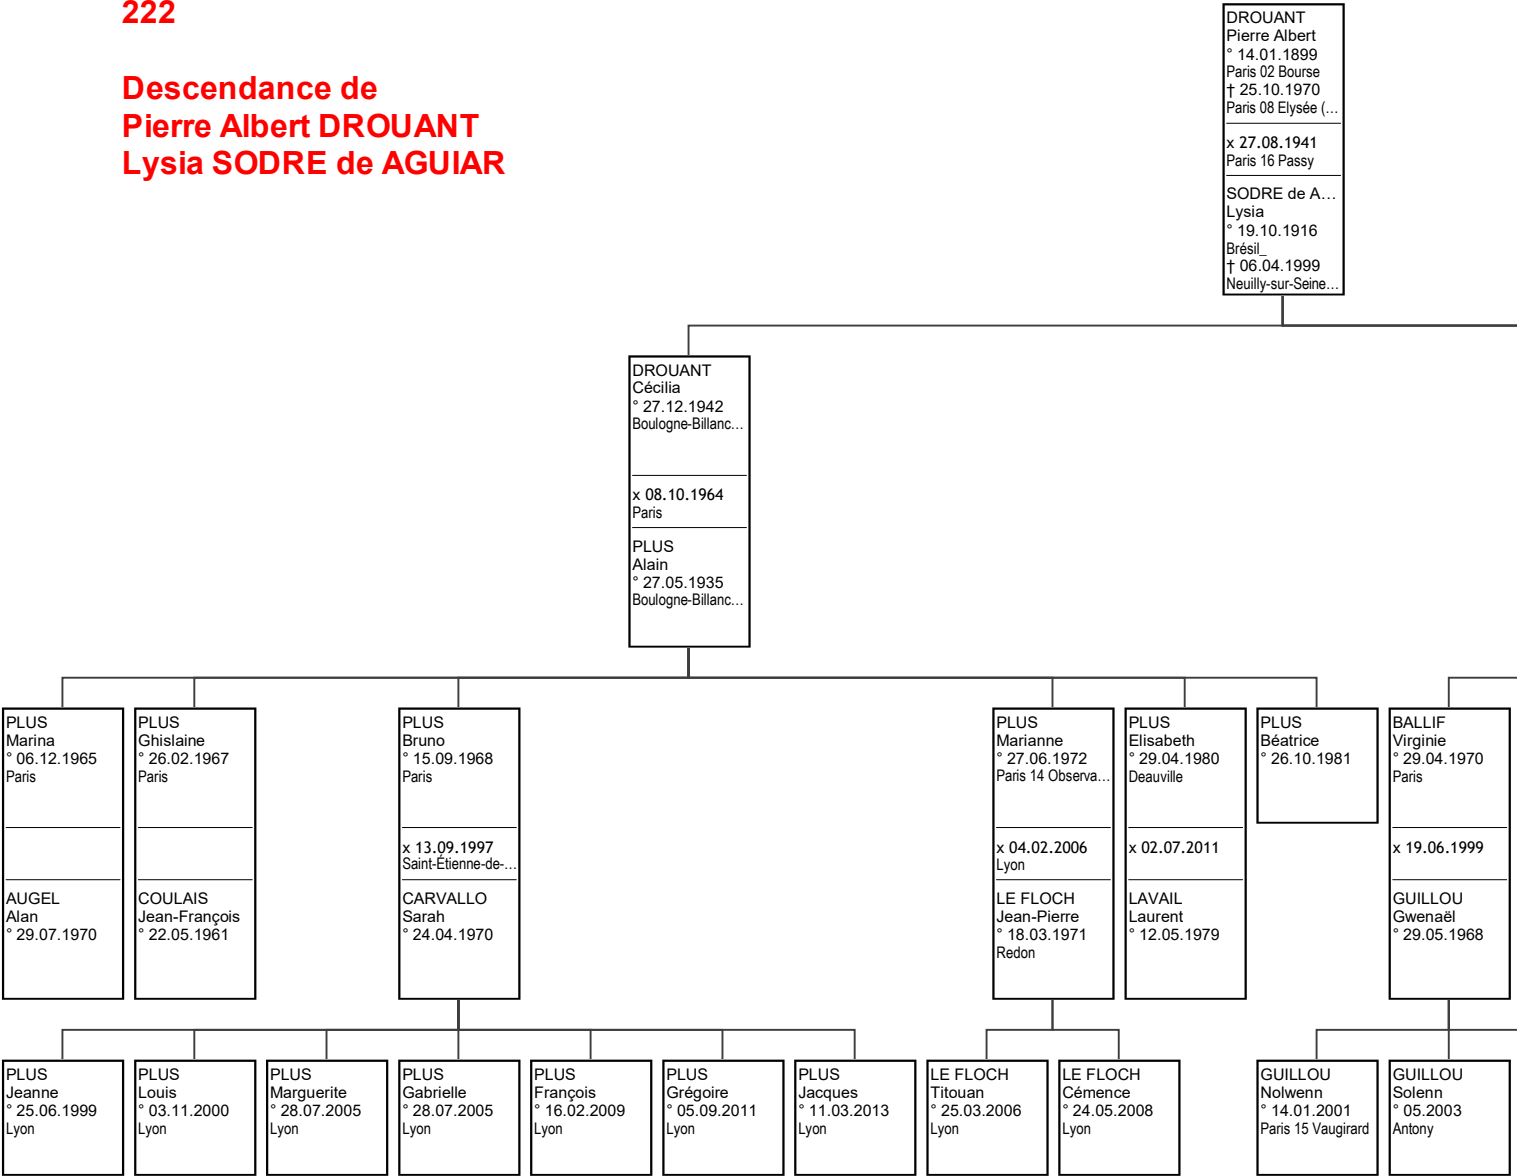 222
Descendance de
Pierre Albert DROUANT
Lysia SODRE de AGUIAR
DROUANT
Pierre Albert
° 14.01.1899
Paris 02 Bourse
† 25.10.1970
Paris 08 Elysée (...
x 27.08.1941
Paris 16 Passy
SODRE de A...
Lysia
° 19.10.1916
Brésil_
† 06.04.1999
Neuilly-sur-Seine...
DROUANT
Cécilia
° 27.12.1942
Boulogne-Billanc...
x 08.10.1964
Paris
PLUS
Alain
° 27.05.1935
Boulogne-Billanc...
PLUS
Marina
° 06.12.1965
Paris
AUGEL
Alan
° 29.07.1970
PLUS
Ghislaine
° 26.02.1967
Paris
COULAIS
Jean-François
° 22.05.1961
PLUS
Bruno
° 15.09.1968
Paris
x 13.09.1997
Saint-Étienne-de-...
CARVALLO
Sarah
° 24.04.1970
PLUS
Marianne
° 27.06.1972
Paris 14 Observa...
x 04.02.2006
Lyon
LE FLOCH
Jean-Pierre
° 18.03.1971
Redon
PLUS
Elisabeth
° 29.04.1980
Deauville
x 02.07.2011
LAVAIL
Laurent
° 12.05.1979
PLUS
Béatrice
° 26.10.1981
BALLIF
Virginie
° 29.04.1970
Paris
x 19.06.1999
GUILLOU
Gwenaël
° 29.05.1968
PLUS
Jeanne
° 25.06.1999
Lyon
PLUS
Louis
° 03.11.2000
Lyon
PLUS
Marguerite
° 28.07.2005
Lyon
PLUS
Gabrielle
° 28.07.2005
Lyon
PLUS
François
° 16.02.2009
Lyon
PLUS
Grégoire
° 05.09.2011
Lyon
PLUS
Jacques
° 11.03.2013
Lyon
LE FLOCH
Titouan
° 25.03.2006
Lyon
LE FLOCH
Cémence
° 24.05.2008
Lyon
GUILLOU
Nolwenn
° 14.01.2001
Paris 15 Vaugirard
GUILLOU
Solenn
° 05.2003
Antony